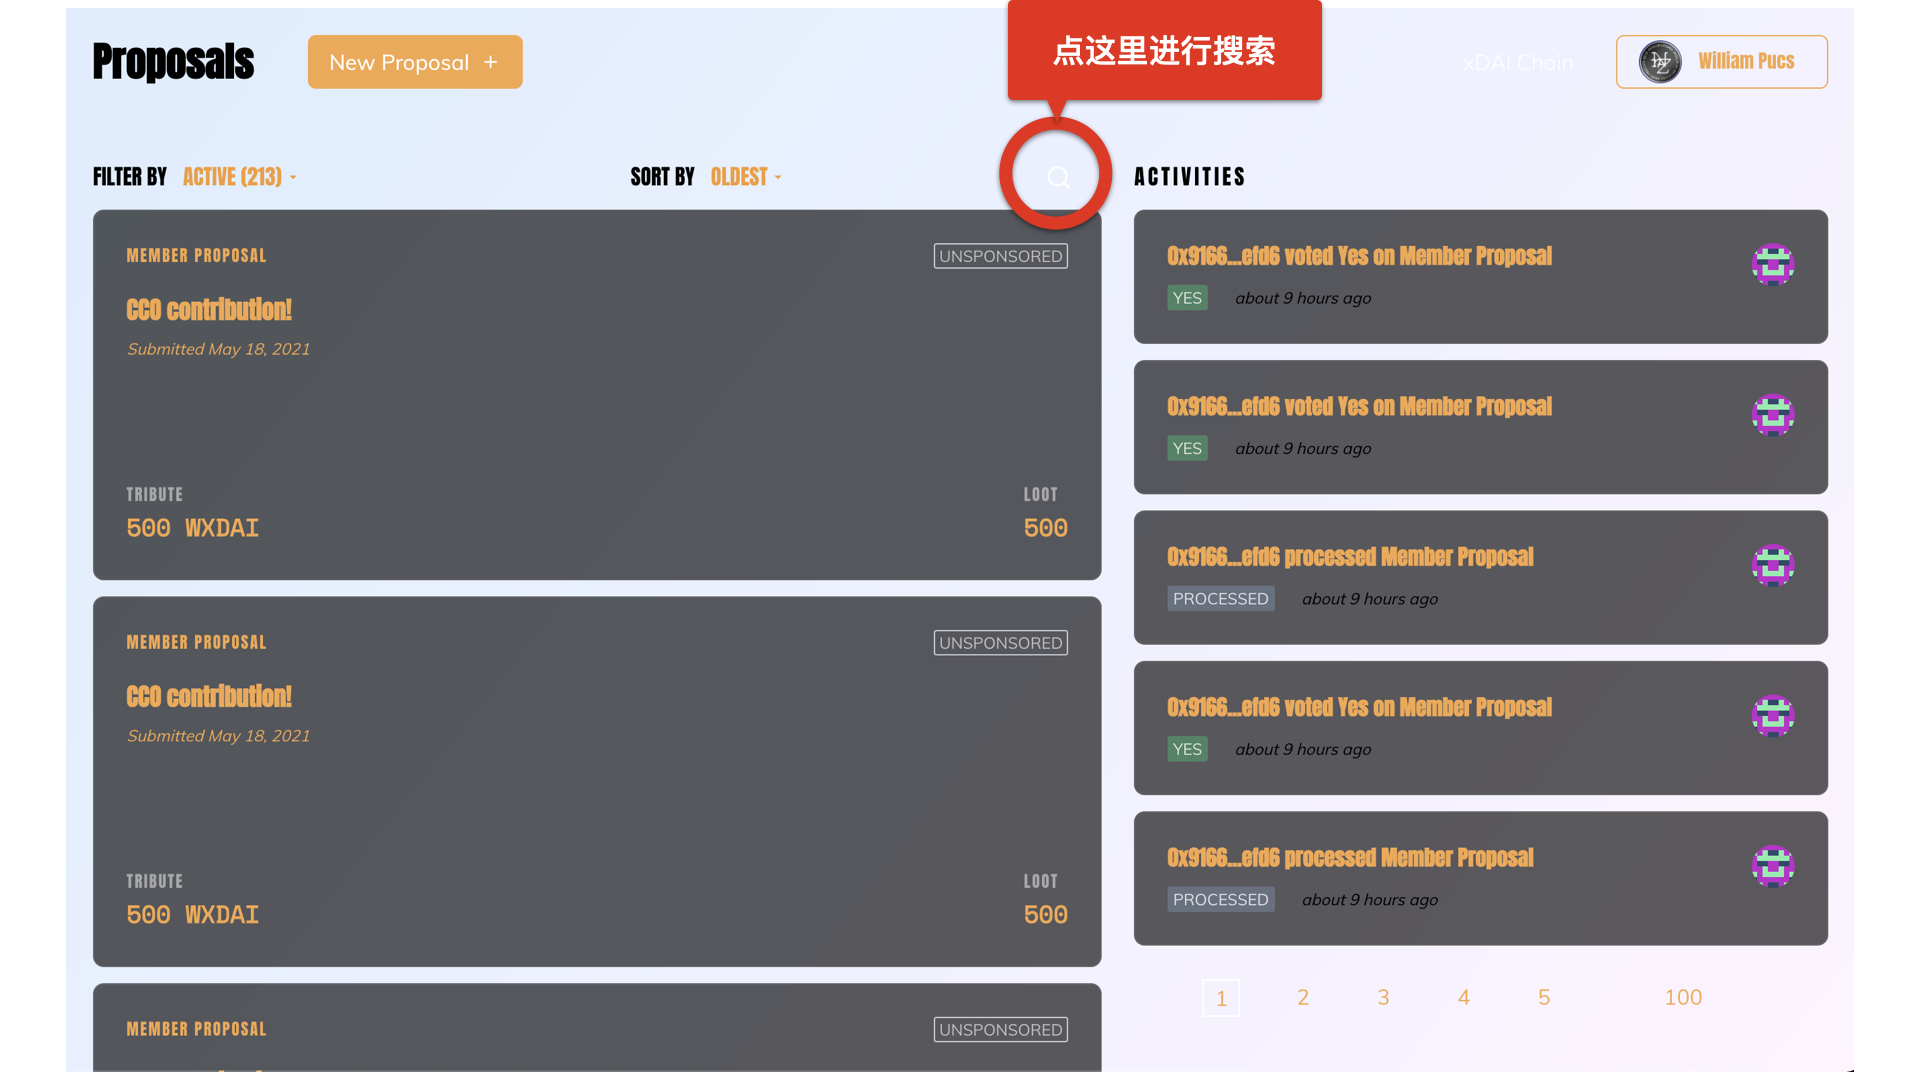 Proposals
New Proposal +
点这里进行搜索
xDAI Chain
William Pucs
FILTER BY ACTIVE (213)
SORT BY OLDEST
MEMBER PROPOSAL
UNSPONSORED
CCO contribution!
Submitted May 18, 2021
TRIBUTE
LOOT
500 WXDAI
500
MEMBER PROPOSAL
UNSPONSORED
CCO contribution!
Submitted May 18, 2021
TRIBUTE
LOOT
500 WXDAI
500
MEMBER PROPOSAL
UNSPONSORED
ACTIVITIES
0x9166...efd6 voted Yes on Member Proposal
YES about 9 hours ago
0x9166...efd6 voted Yes on Member Proposal
YES about 9 hours ago
0x9166...efd6 processed Member Proposal
PROCESSED about 9 hours ago
0x9166...efd6 voted Yes on Member Proposal
YES about 9 hours ago
0x9166...efd6 processed Member Proposal
PROCESSED about 9 hours ago
1 2 3 4 5 100